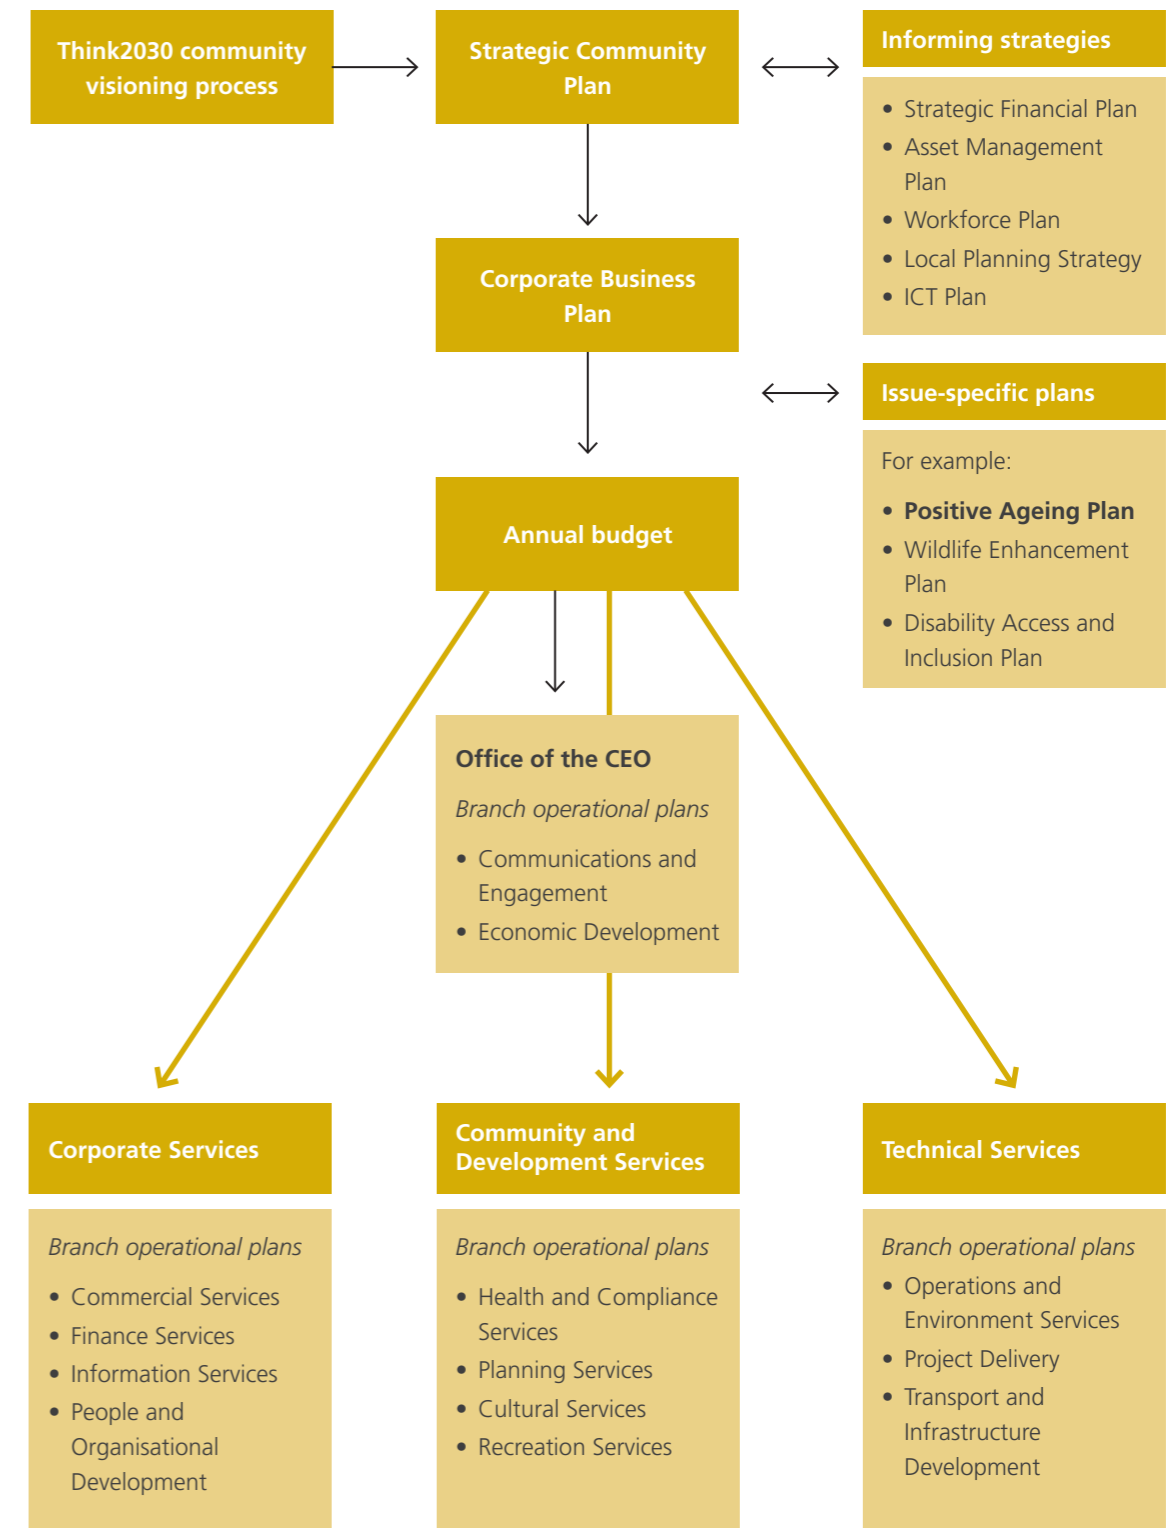 Think2030 community
visioning process
Strategic Community
Plan
Informing strategies
• Strategic Financial Plan
• Asset Management
Plan
• Workforce Plan
• Local Planning Strategy
• ICT Plan
Corporate Business
Plan
Issue-specific plans
For example:
• Positive Ageing Plan
• Wildlife Enhancement
Plan
• Disability Access and
Inclusion Plan
Annual budget
Office of the CEO
Branch operational plans
• Communications and
Engagement
• Economic Development
Corporate Services
Branch operational plans
• Commercial Services
• Finance Services
• Information Services
• People and
Organisational
Development
Community and
Development Services
Branch operational plans
• Health and Compliance
Services
• Planning Services
• Cultural Services
• Recreation Services
Technical Services
Branch operational plans
• Operations and
Environment Services
• Project Delivery
• Transport and
Infrastructure
Development